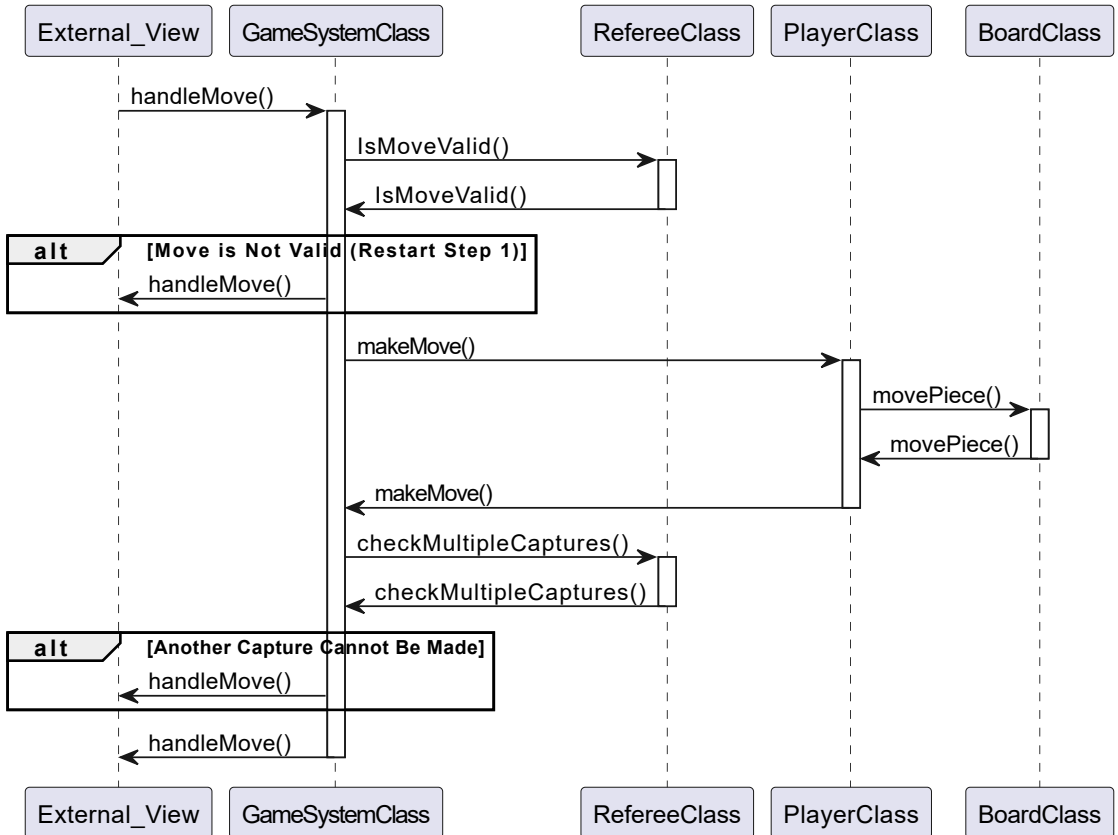 External_View GameSystemClass RefereeClass PlayerClass BoardClass
handleMove()
IsMoveValid()
IsMoveValid()
alt [Move is Not Valid (Restart Step 1)]
handleMove()
makeMove()
movePiece()
movePiece()
makeMove()
checkMultipleCaptures()
checkMultipleCaptures()
alt [Another Capture Cannot Be Made]
handleMove()
handleMove()
External_View GameSystemClass RefereeClass PlayerClass BoardClass